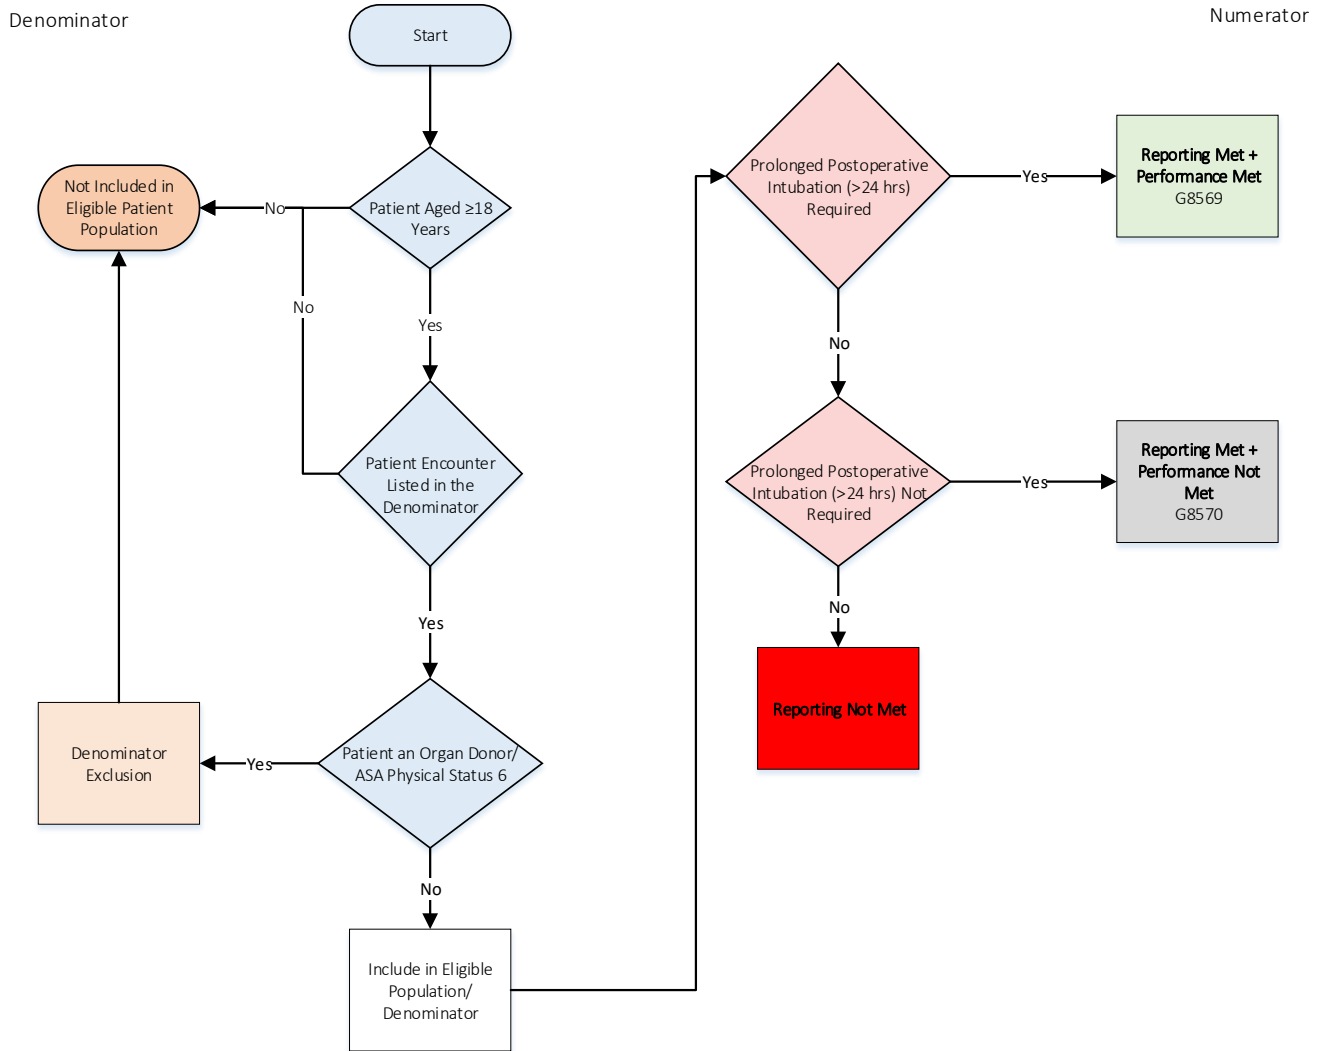 Denominator
Numerator
Start
Patient Aged ≥18
Years
No
Not Included in
Eligible Patient
Population
No
Yes
Patient Encounter
Listed in the
Denominator
Yes
Patient an Organ Donor/
ASA Physical Status 6
Yes
Denominator
Exclusion
No
Include in Eligible
Population/
Denominator
Prolonged Postoperative
Intubation (>24 hrs)
Required
Yes
Reporting Met +
Performance Met
G8569
No
Prolonged Postoperative
Intubation (>24 hrs) Not
Required
Yes
Reporting Met +
Performance Not
Met
G8570
No
Reporting Not Met